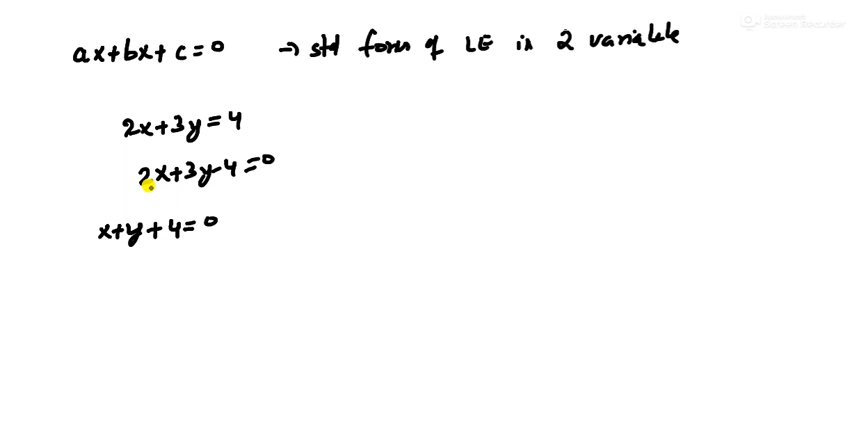 ax+bx+c=0 → std form of LE in 2 variable
2x+3y=4
2x+3y-4=0
x+y+4=0